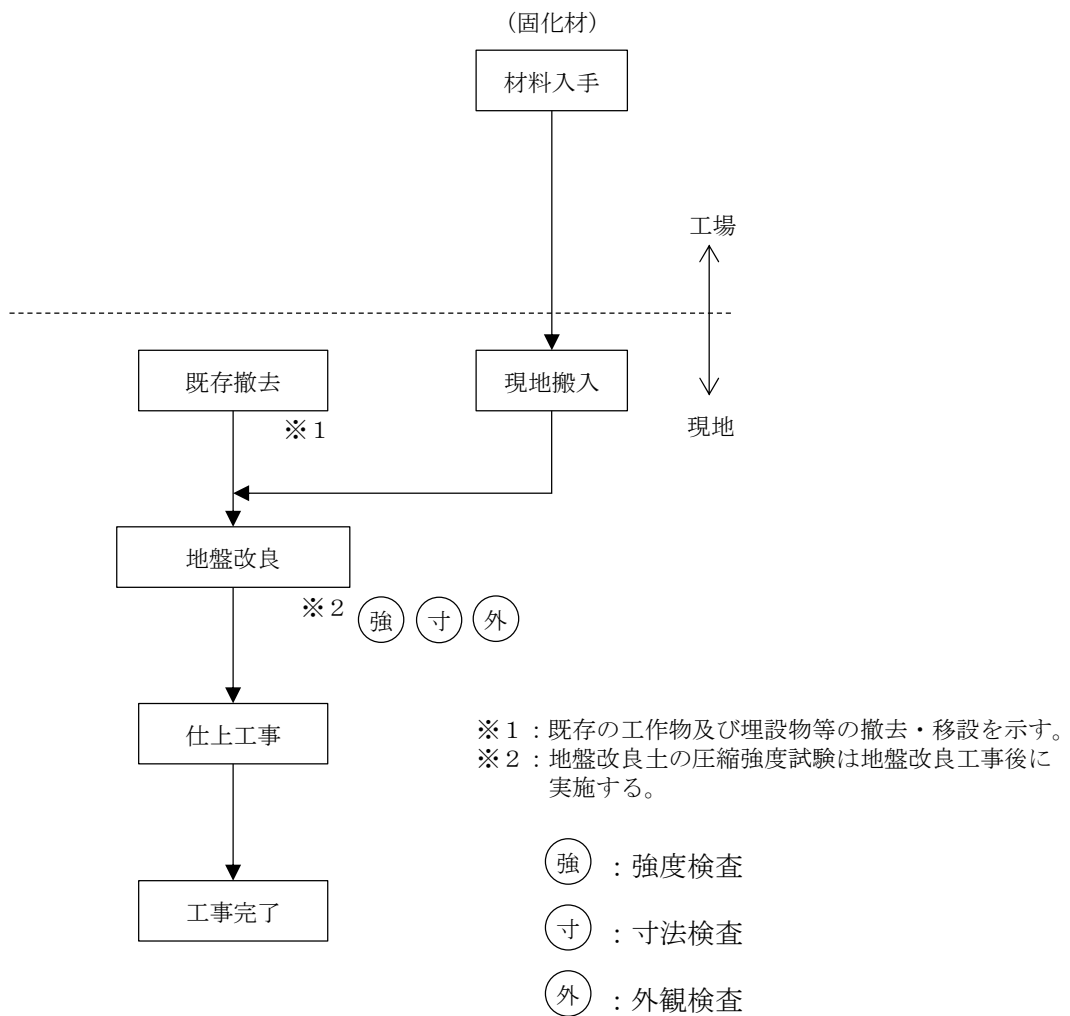 （固化材）
材料入手
工場
既存撤去
現地搬入
※１
現地
地盤改良
※２ 強 寸 外
仕上工事
※１：既存の工作物及び埋設物等の撤去・移設を示す。
※２：地盤改良土の圧縮強度試験は地盤改良工事後に
実施する。
強 ：強度検査
工事完了
寸 ：寸法検査
外 ：外観検査